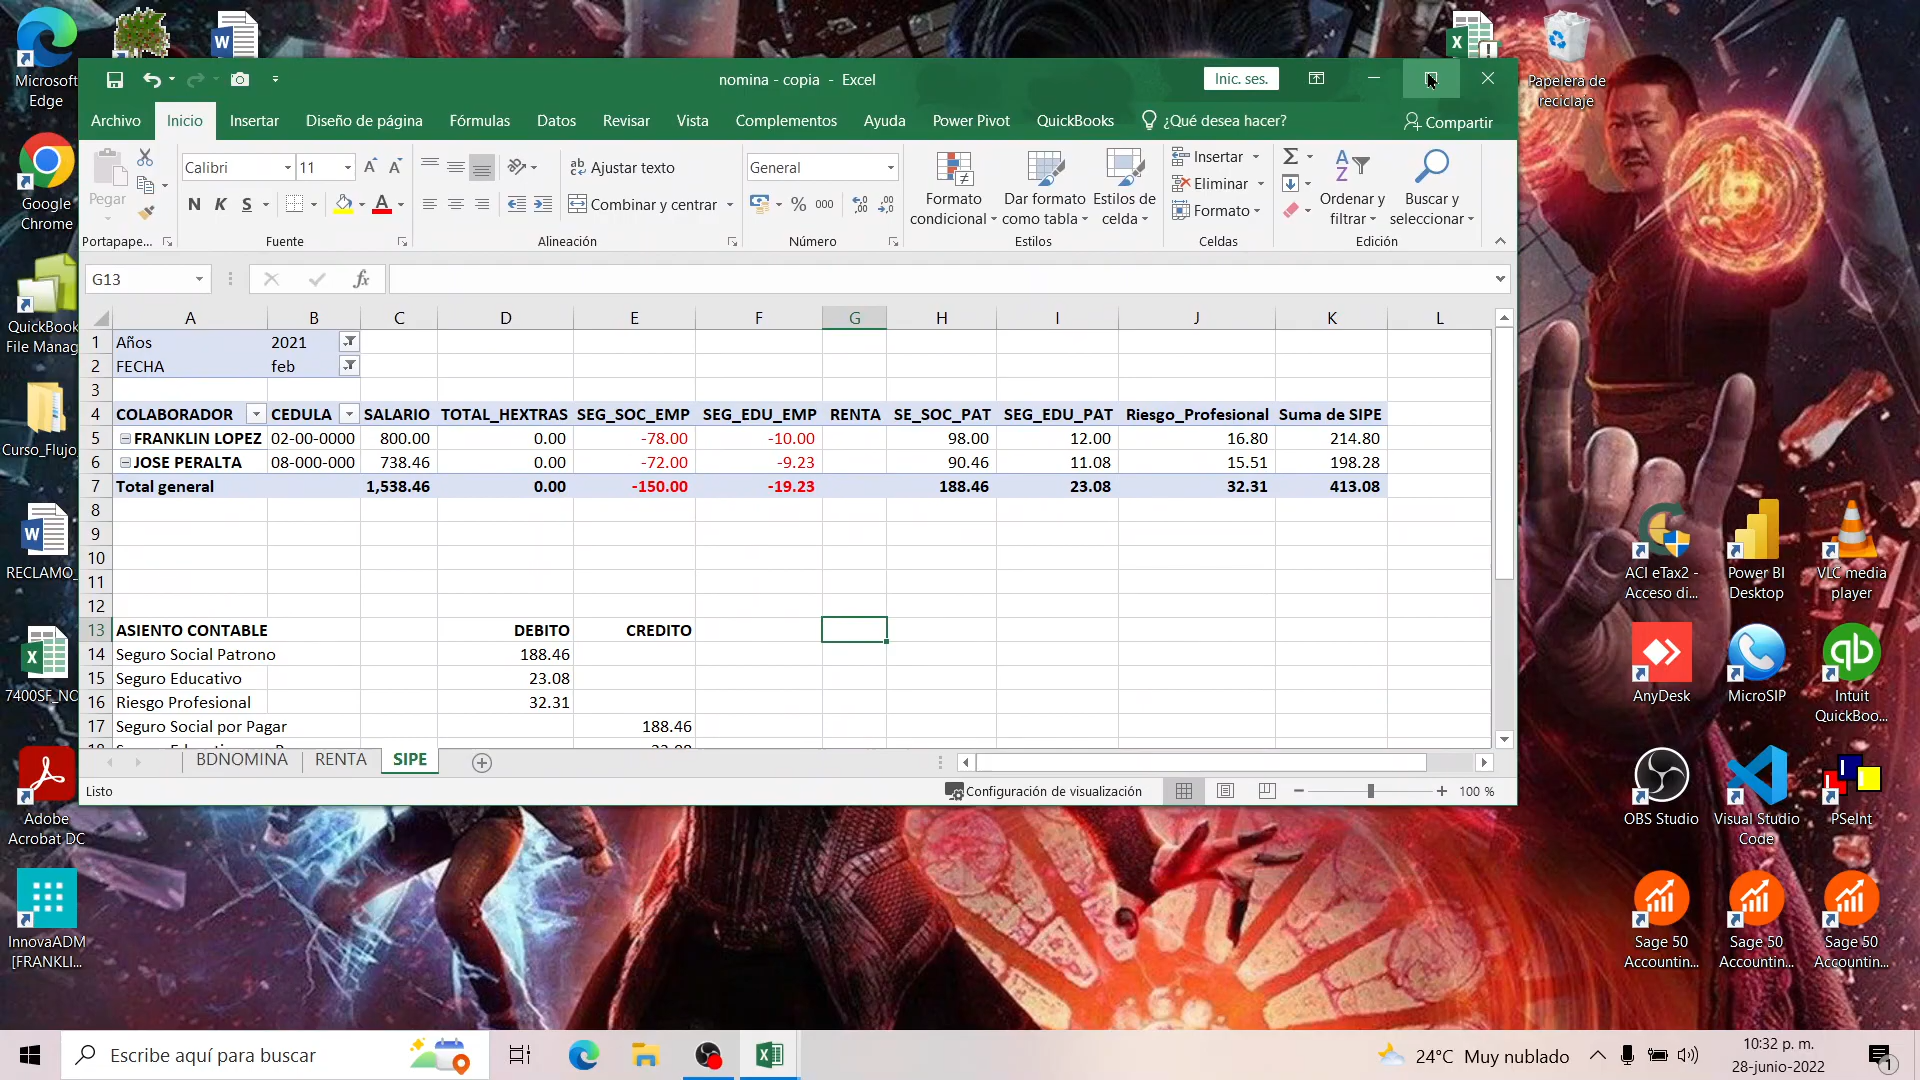 nomina - copia - Excel
Inic. ses.
Archivo Inicio Insertar Diseño de página Fórmulas Datos Revisar Vista Complementos Ayuda Power Pivot QuickBooks ¿Qué desea hacer? Compartir
Pegar
Portapape...
Calibri 11
N K S
Fuente
Ajustar texto
Combinar y centrar
Alineación
General
% 000
Número
Formato condicional
Dar formato como tabla
Estilos de celda
Estilos
Insertar
Eliminar
Formato
Celdas
Ordenar y filtrar
Buscar y seleccionar
Edición
G13
fx
A B C D E F G H I J K L
1 Años 2021
2 FECHA feb
3
4 COLABORADOR CEDULA SALARIO TOTAL_HEXTRAS SEG_SOC_EMP SEG_EDU_EMP RENTA SE_SOC_PAT SEG_EDU_PAT Riesgo_Profesional Suma de SIPE
5 FRANKLIN LOPEZ 02-00-0000 800.00 0.00 -78.00 -10.00 98.00 12.00 16.80 214.80
6 JOSE PERALTA 08-000-000 738.46 0.00 -72.00 -9.23 90.46 11.08 15.51 198.28
7 Total general 1,538.46 0.00 -150.00 -19.23 188.46 23.08 32.31 413.08
8
9
10
11
12
13 ASIENTO CONTABLE DEBITO CREDITO
14 Seguro Social Patrono 188.46
15 Seguro Educativo 23.08
16 Riesgo Profesional 32.31
17 Seguro Social por Pagar 188.46
BDNOMINA RENTA SIPE
Listo
Configuración de visualización
100 %
Microsoft Edge
Google Chrome
QuickBook File Manag
Curso_Flujo
RECLAMO_
7400SF_NO
Adobe Acrobat DC
InnovaADM [FRANKLI...
Papelera de reciclaje
ACI eTax2 - Acceso di...
Power BI Desktop
VLC media player
AnyDesk
MicroSIP
Intuit QuickBoo...
OBS Studio
Visual Studio Code
PSeInt
Sage 50 Accountin...
Sage 50 Accountin...
Sage 50 Accountin...
Escribe aquí para buscar
24°C Muy nublado
10:32 p. m.
28-junio-2022
1